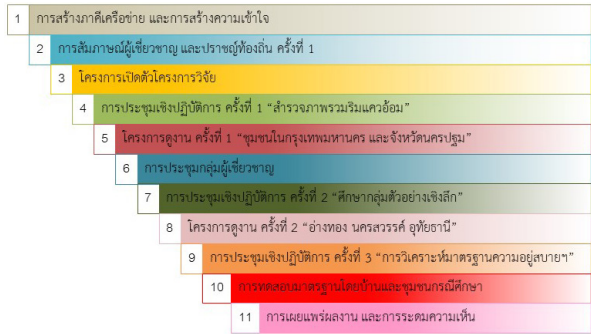 1 การสร้างภาคีเครือข่าย และการสร้างความเข้าใจ
2 การสัมภาษณ์ผู้เชี่ยวชาญ และปราชญ์ท้องถิ่น ครั้งที่ 1
3 โครงการเปิดตัวโครงการวิจัย
4 การประชุมเชิงปฏิบัติการ ครั้งที่ 1 “สำรวจภาพรวมริมแควอ้อม”
5 โครงการดูงาน ครั้งที่ 1 “ชุมชนในกรุงเทพมหานคร และจังหวัดนครปฐม”
6 การประชุมกลุ่มผู้เชี่ยวชาญ
7 การประชุมเชิงปฏิบัติการ ครั้งที่ 2 “ศึกษากลุ่มตัวอย่างเชิงลึก”
8 โครงการดูงาน ครั้งที่ 2 “อ่างทอง นครสวรรค์ อุทัยธานี”
9 การประชุมเชิงปฏิบัติการ ครั้งที่ 3 “การวิเคราะห์มาตรฐานความอยู่สบายฯ”
10 การทดสอบมาตรฐานโดยบ้านและชุมชนกรณีศึกษา
11 การเผยแพร่ผลงาน และการระดมความเห็น